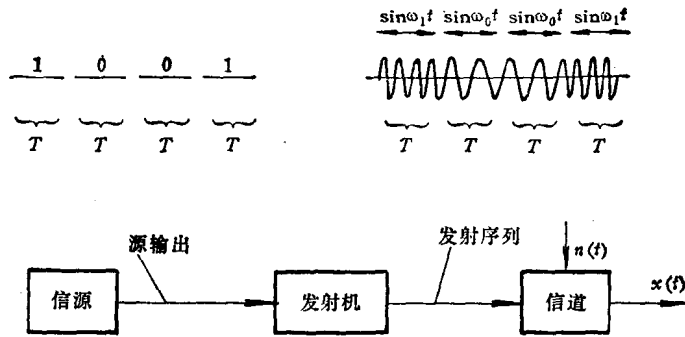 sinω₁t sinω₀t sinω₀t sinω₁t
1 0 0 1
T T T T T T T T
源输出
发射序列
n(t)
信源 发射机 信道 x(t)